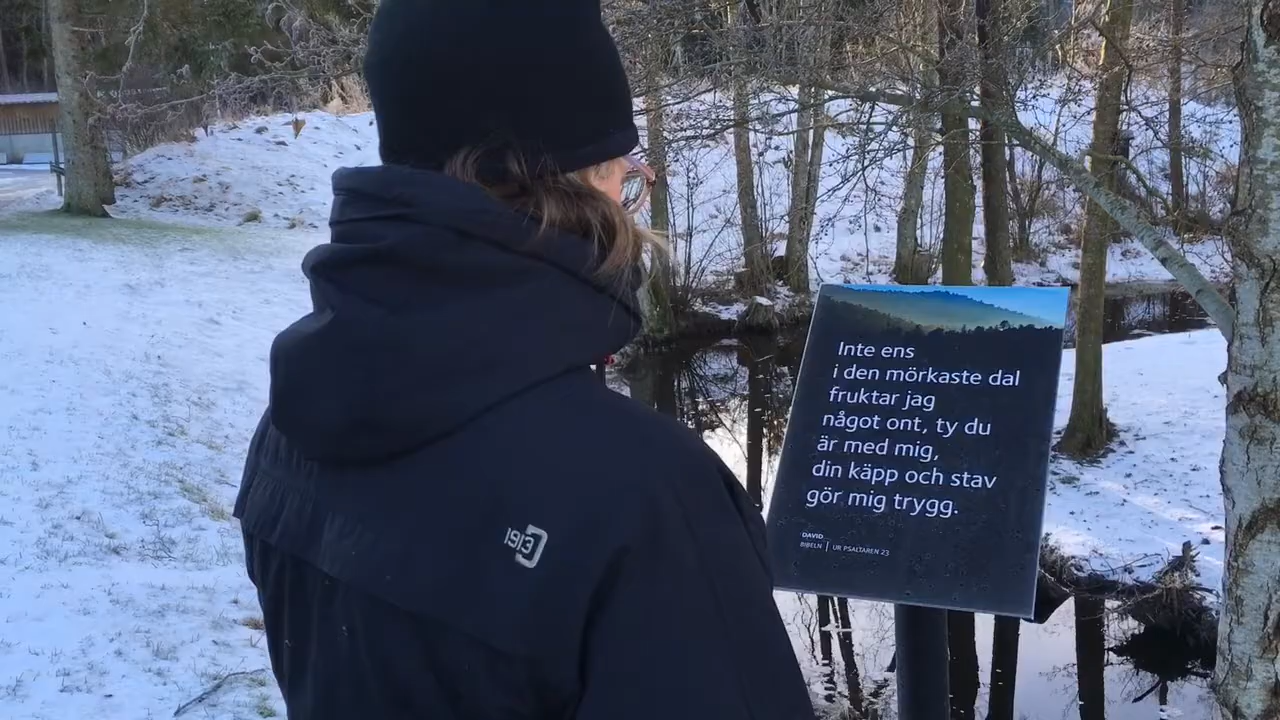 Inte ens
i den mörkaste dal
fruktar jag
något ont, ty du
är med mig,
din käpp och stav
gör mig trygg.
DAVID
BIBELN | UR PSALTAREN 23
1913